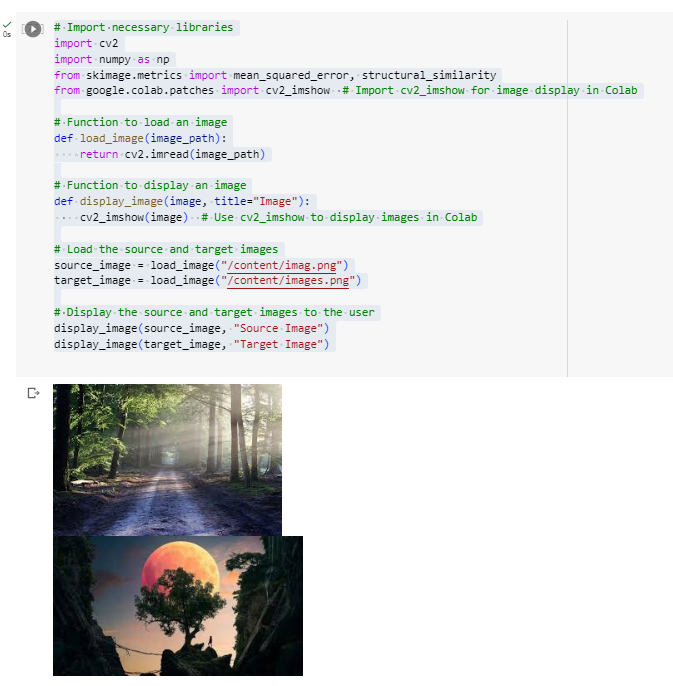 0s
# Import necessary libraries
import cv2
import numpy as np
from skimage.metrics import mean_squared_error, structural_similarity
from google.colab.patches import cv2_imshow  # Import cv2_imshow for image display in Colab
# Function to load an image
def load_image(image_path):
    return cv2.imread(image_path)
# Function to display an image
def display_image(image, title="Image"):
    cv2_imshow(image)  # Use cv2_imshow to display images in Colab
# Load the source and target images
source_image = load_image("/content/imag.png")
target_image = load_image("/content/images.png")
# Display the source and target images to the user
display_image(source_image, "Source Image")
display_image(target_image, "Target Image")